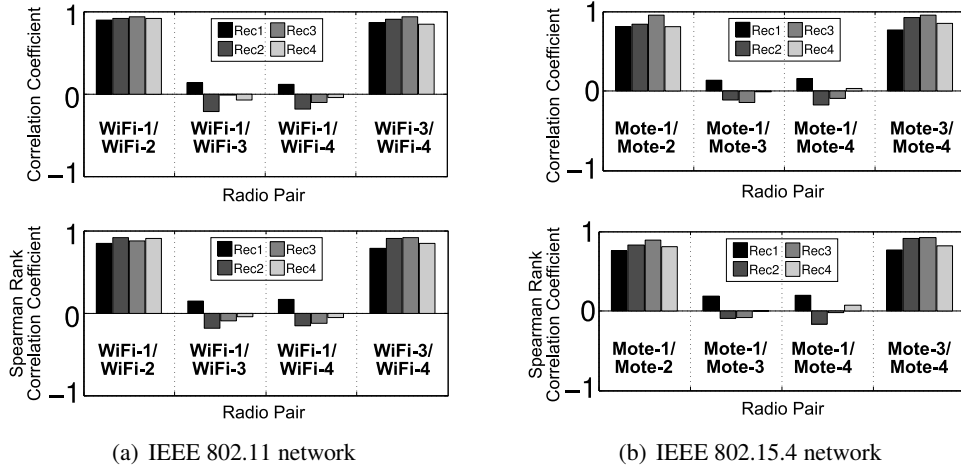 Correlation Coefficient
1
0
−1
Rec1 Rec3
Rec2 Rec4
WiFi-1/ WiFi-1/ WiFi-1/ WiFi-3/
WiFi-2 WiFi-3 WiFi-4 WiFi-4
Radio Pair
Spearman Rank
Correlation Coefficient
1
0
−1
Rec1 Rec3
Rec2 Rec4
WiFi-1/ WiFi-1/ WiFi-1/ WiFi-3/
WiFi-2 WiFi-3 WiFi-4 WiFi-4
Radio Pair
(a) IEEE 802.11 network
Correlation Coefficient
1
0
−1
Rec1 Rec3
Rec2 Rec4
Mote-1/ Mote-1/ Mote-1/ Mote-3/
Mote-2 Mote-3 Mote-4 Mote-4
Radio Pair
Spearman Rank
Correlation Coefficient
1
0
−1
Rec1 Rec3
Rec2 Rec4
Mote-1/ Mote-1/ Mote-1/ Mote-3/
Mote-2 Mote-3 Mote-4 Mote-4
Radio Pair
(b) IEEE 802.15.4 network